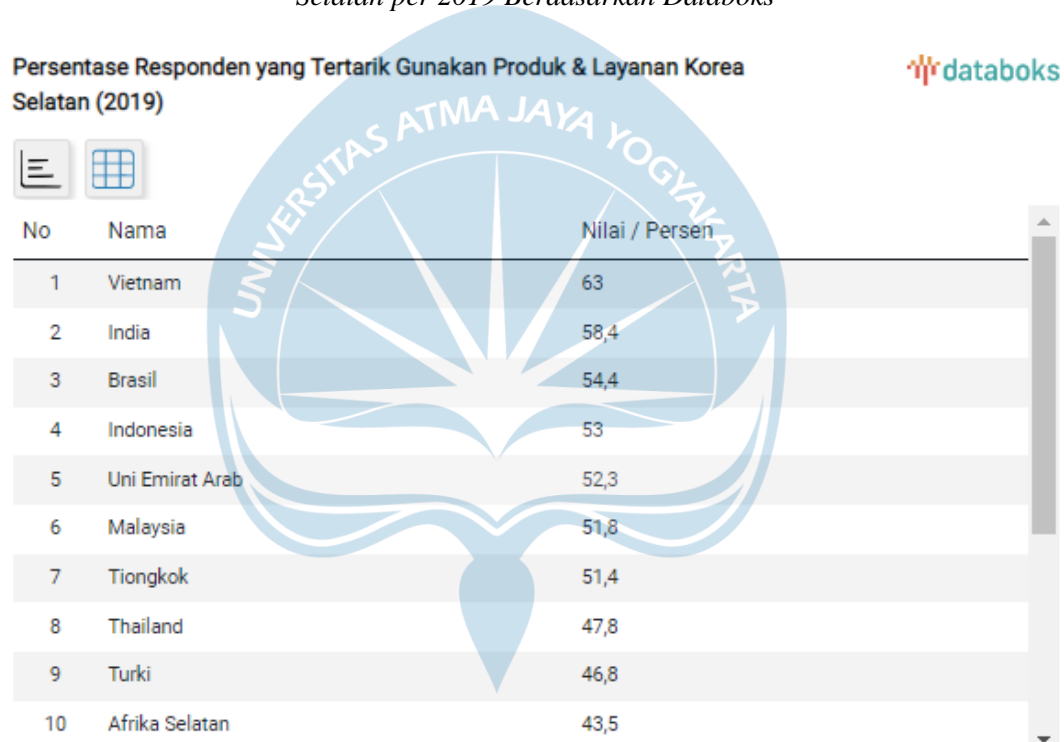 Selatan per 2019 Berdasarkan Databoks
Persentase Responden yang Tertarik Gunakan Produk & Layanan Korea
Selatan (2019)
databoks
UNIVERSITAS ATMA JAYA YOGYAKARTA
No Nama Nilai / Persen
1 Vietnam 63
2 India 58,4
3 Brasil 54,4
4 Indonesia 53
5 Uni Emirat Arab 52,3
6 Malaysia 51,8
7 Tiongkok 51,4
8 Thailand 47,8
9 Turki 46,8
10 Afrika Selatan 43,5